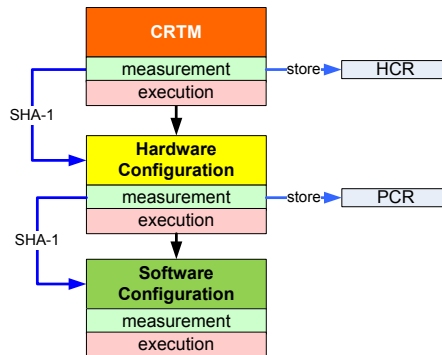 CRTM
measurement
store
HCR
execution
SHA-1
Hardware
Configuration
measurement
store
PCR
execution
SHA-1
Software
Configuration
measurement
execution